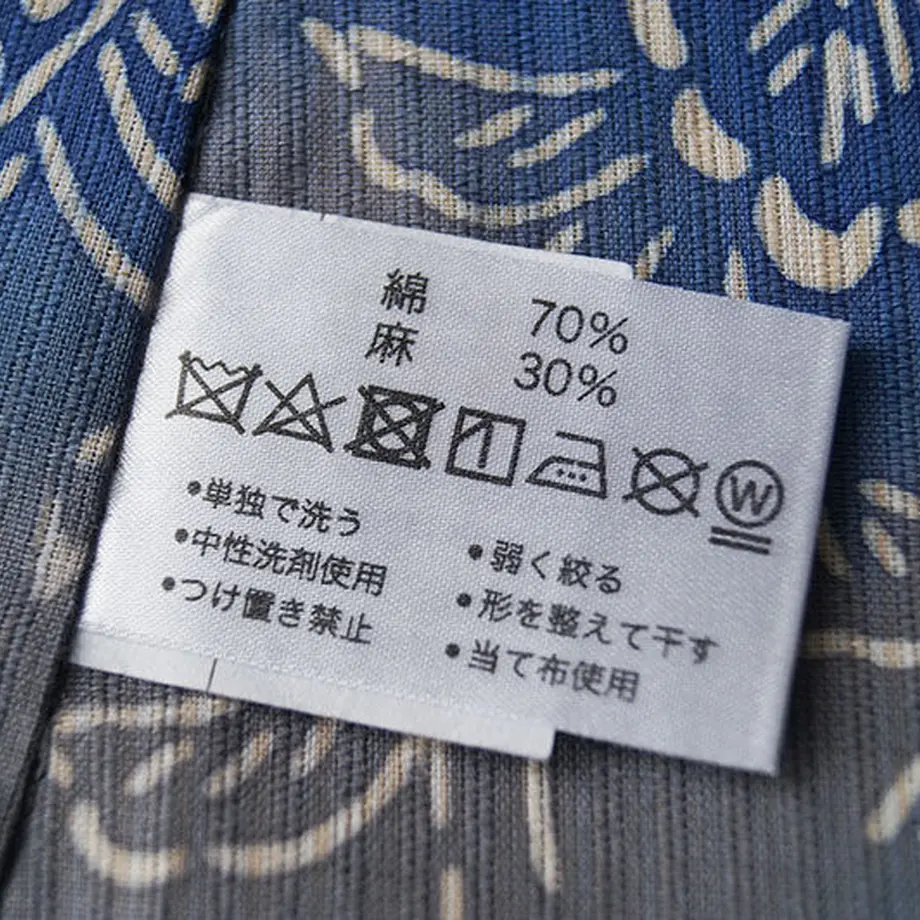 綿 70%
麻 30%
W
•単独で洗う
•中性洗剤使用
•つけ置き禁止
•弱く絞る
•形を整えて干す
•当て布使用